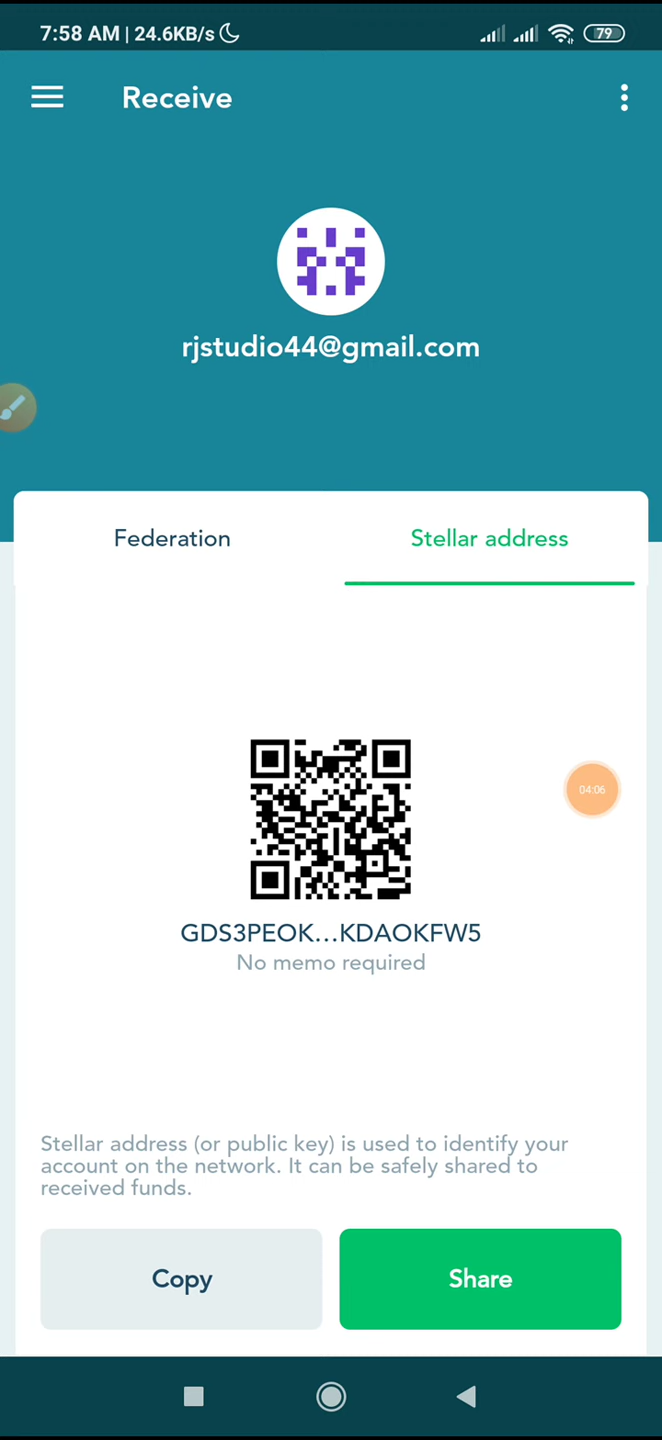 7:58 AM | 24.6KB/s
79
Receive
rjstudio44@gmail.com
Federation
Stellar address
04:06
GDS3PEOK...KDAOKFW5
No memo required
Stellar address (or public key) is used to identify your
account on the network. It can be safely shared to
received funds.
Copy
Share